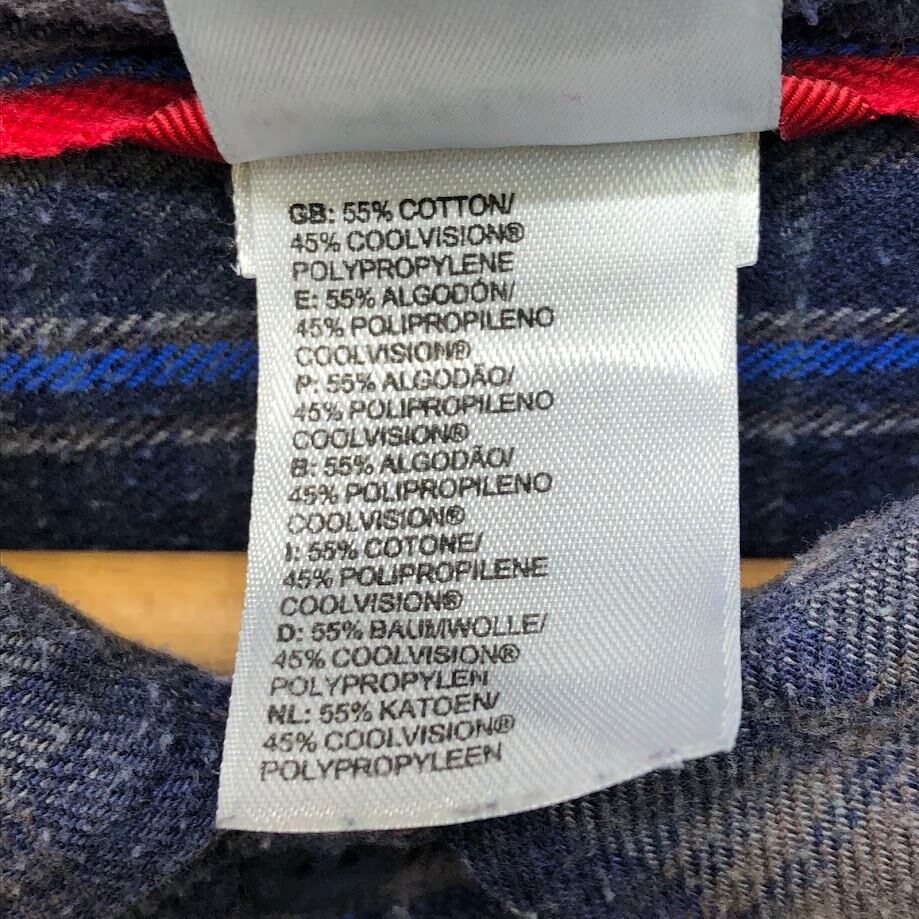 GB: 55% COTTON/
45% COOLVISION®
POLYPROPYLENE
E: 55% ALGODÓN/
45% POLIPROPILENO
COOLVISION®
P: 55% ALGODÃO/
45% POLIPROPILENO
COOLVISION®
B: 55% ALGODÃO/
45% POLIPROPILENO
COOLVISION®
I: 55% COTONE/
45% POLIPROPILENE
COOLVISION®
D: 55% BAUMWOLLE/
45% COOLVISION®
POLYPROPYLEN
NL: 55% KATOEN/
45% COOLVISION®
POLYPROPYLEEN